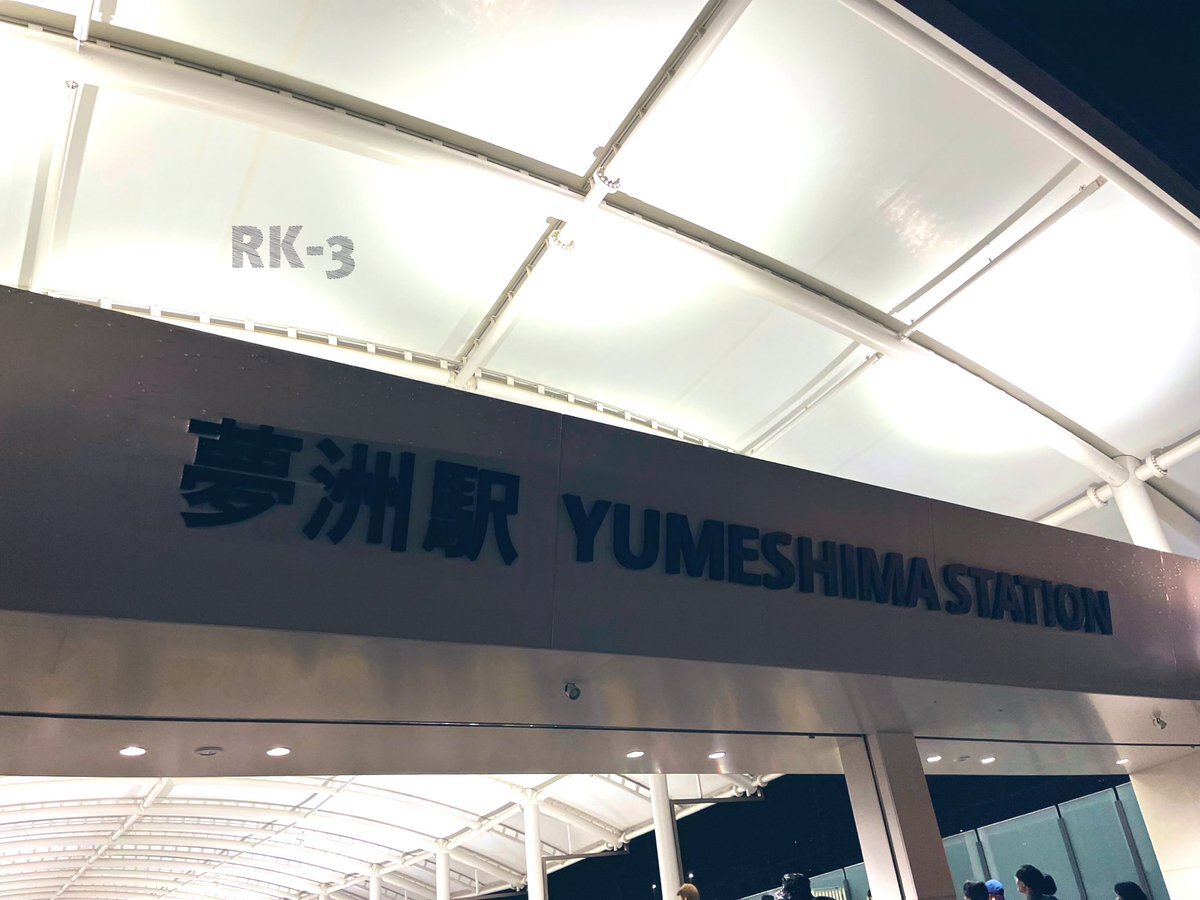 RK-3
夢洲駅 YUMESHIMA STATION